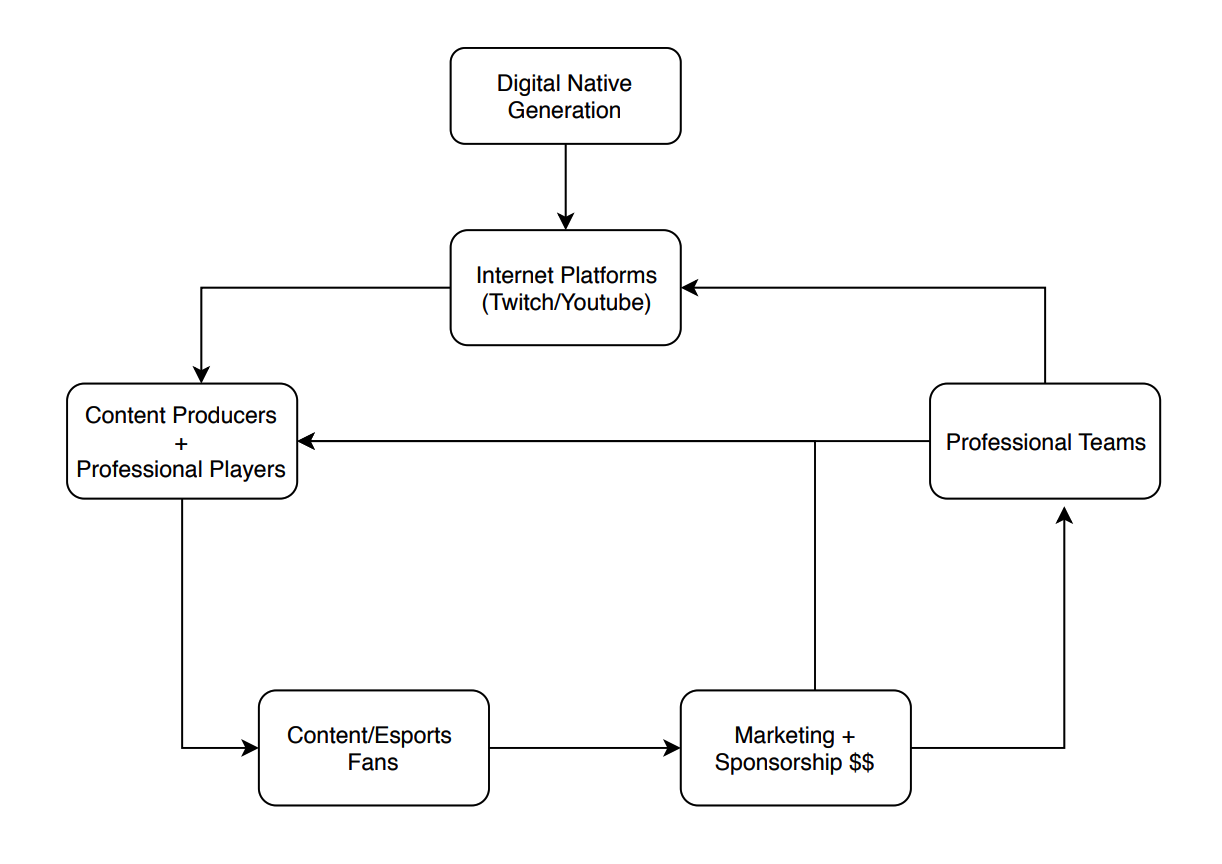 Digital Native
Generation
Internet Platforms
(Twitch/Youtube)
Content Producers
+
Professional Players
Professional Teams
Content/Esports
Fans
Marketing +
Sponsorship $$